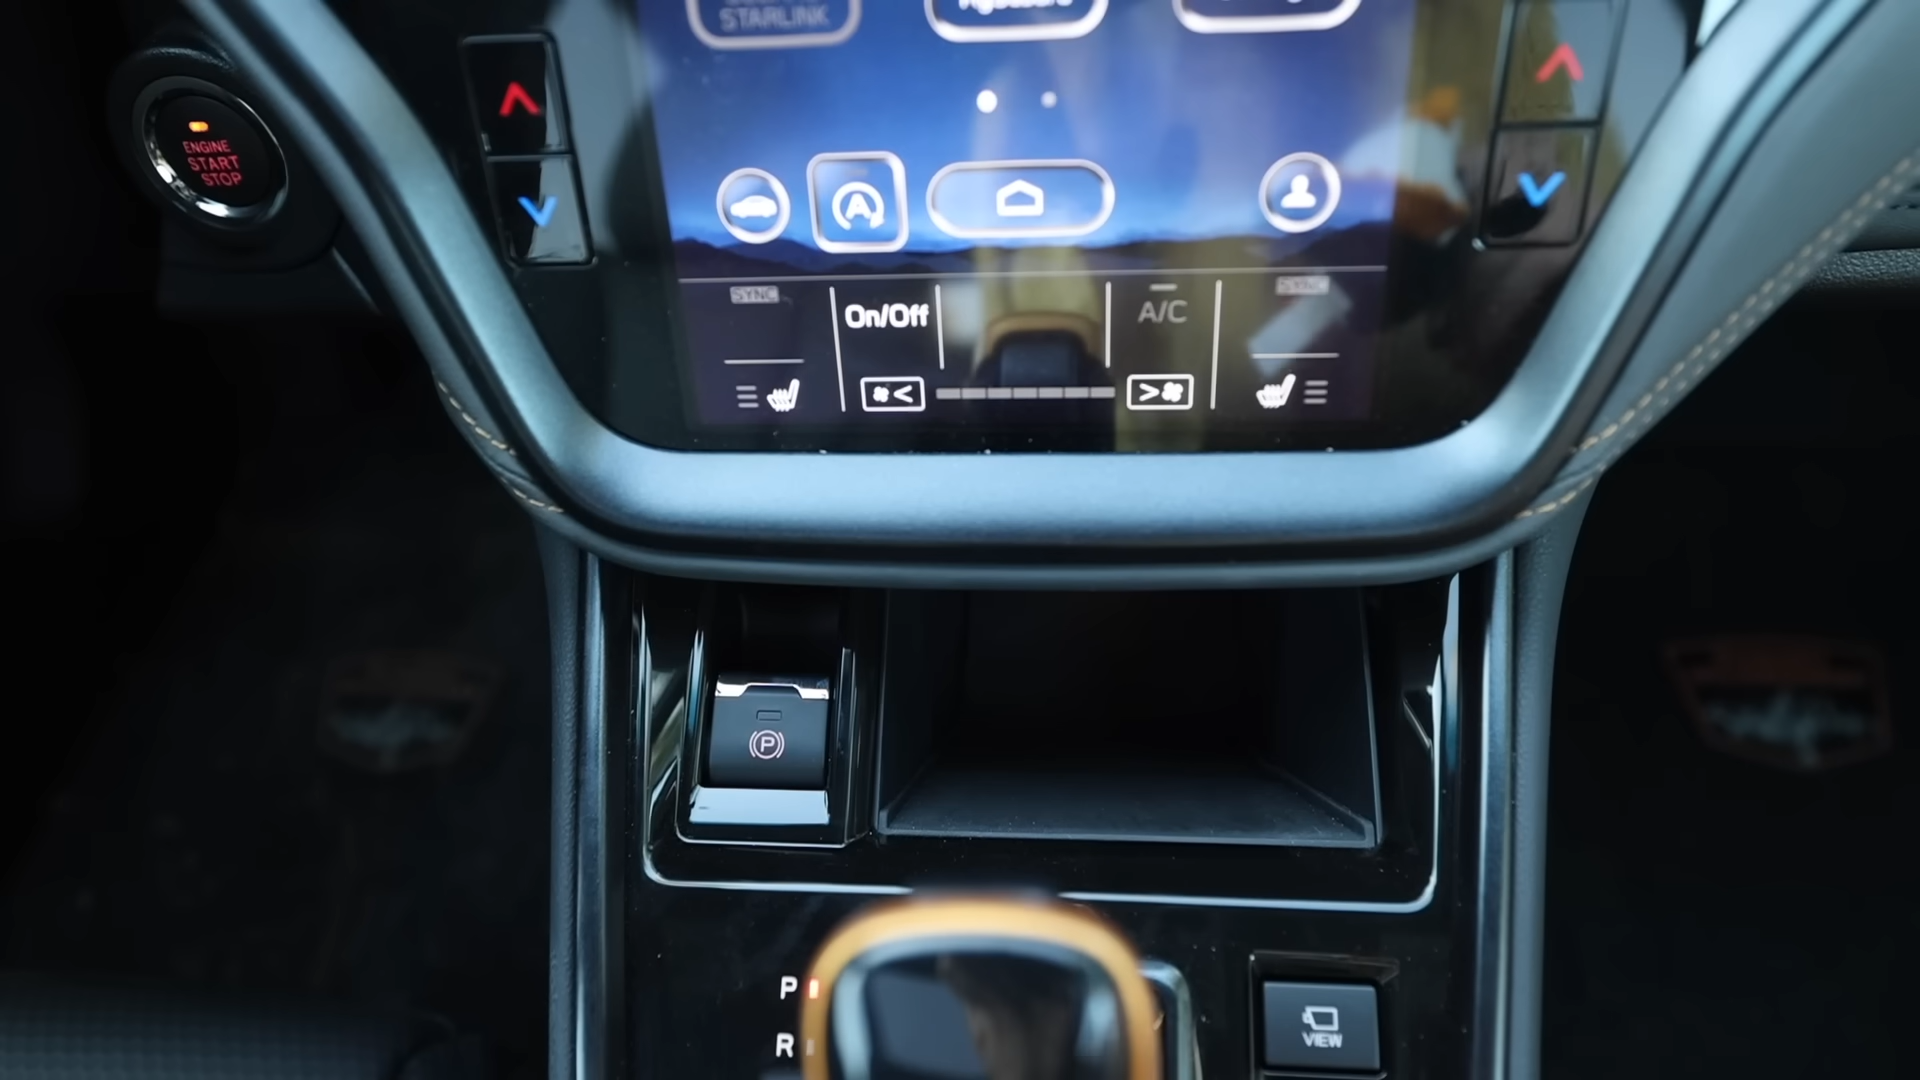 STARLINK
ENGINE
START
STOP
A
SYNC
On/Off
A/C
SYNC
P
P
R
VIEW